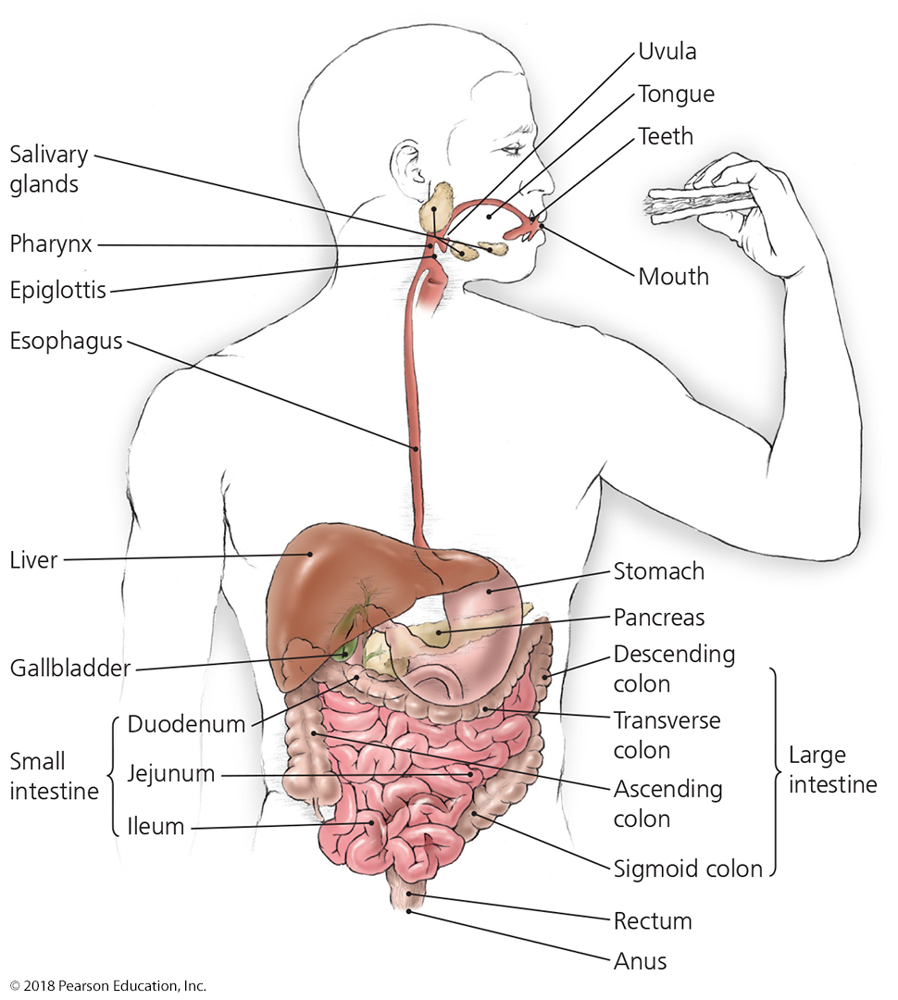 Uvula
Tongue
Teeth
Salivary
glands
Pharynx
Epiglottis
Esophagus
Mouth
Liver
Gallbladder
Small
intestine
Duodenum
Jejunum
Ileum
Stomach
Pancreas
Descending
colon
Transverse
colon
Ascending
colon
Sigmoid colon
Large
intestine
Rectum
Anus
© 2018 Pearson Education, Inc.